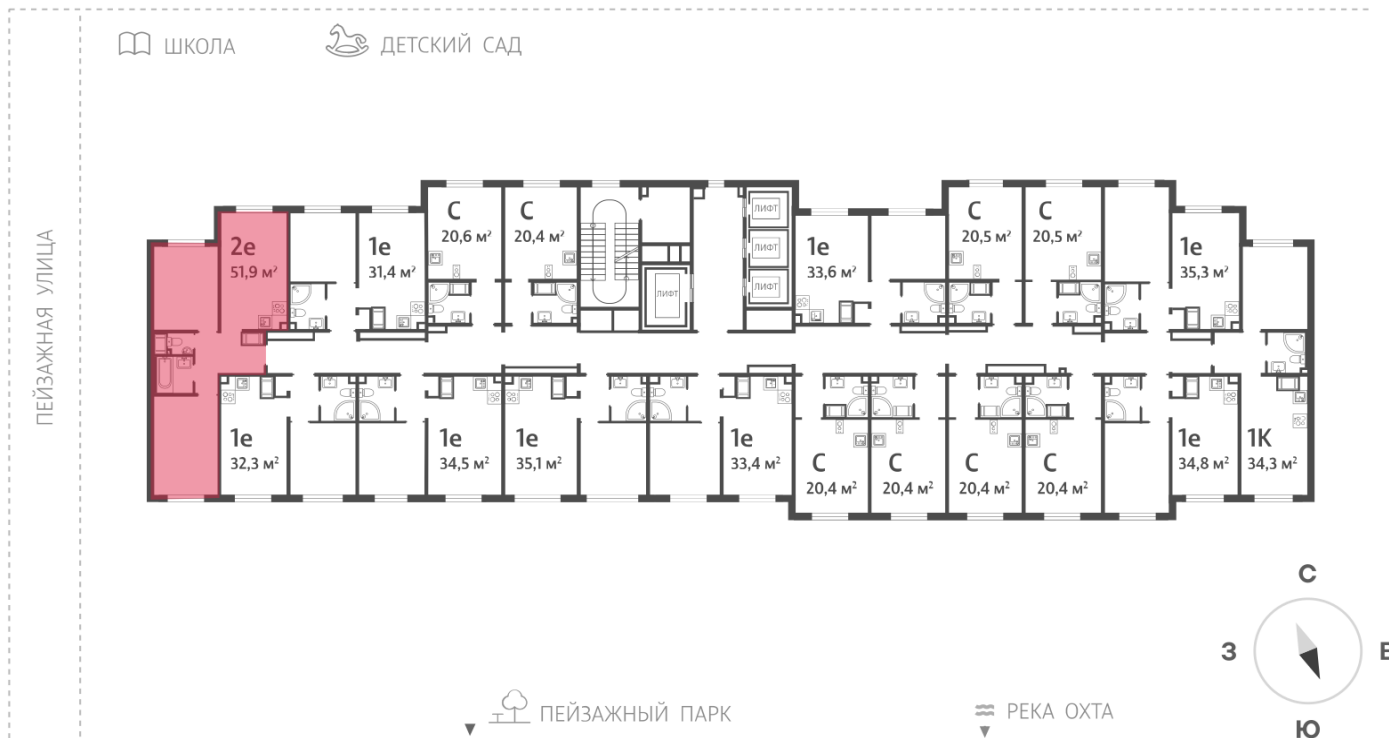 ШКОЛА
ДЕТСКИЙ САД
ПЕЙЗАЖНАЯ УЛИЦА
2е
51,9 м²
1е
31,4 м²
С
20,6 м²
С
20,4 м²
ЛИФТ
ЛИФТ
ЛИФТ
ЛИФТ
1е
33,6 м²
С
20,5 м²
С
20,5 м²
1е
35,3 м²
1е
32,3 м²
1е
34,5 м²
1е
35,1 м²
1е
33,4 м²
С
20,4 м²
С
20,4 м²
С
20,4 м²
С
20,4 м²
1е
34,8 м²
1К
34,3 м²
С
З
В
Ю
ПЕЙЗАЖНЫЙ ПАРК
РЕКА ОХТА